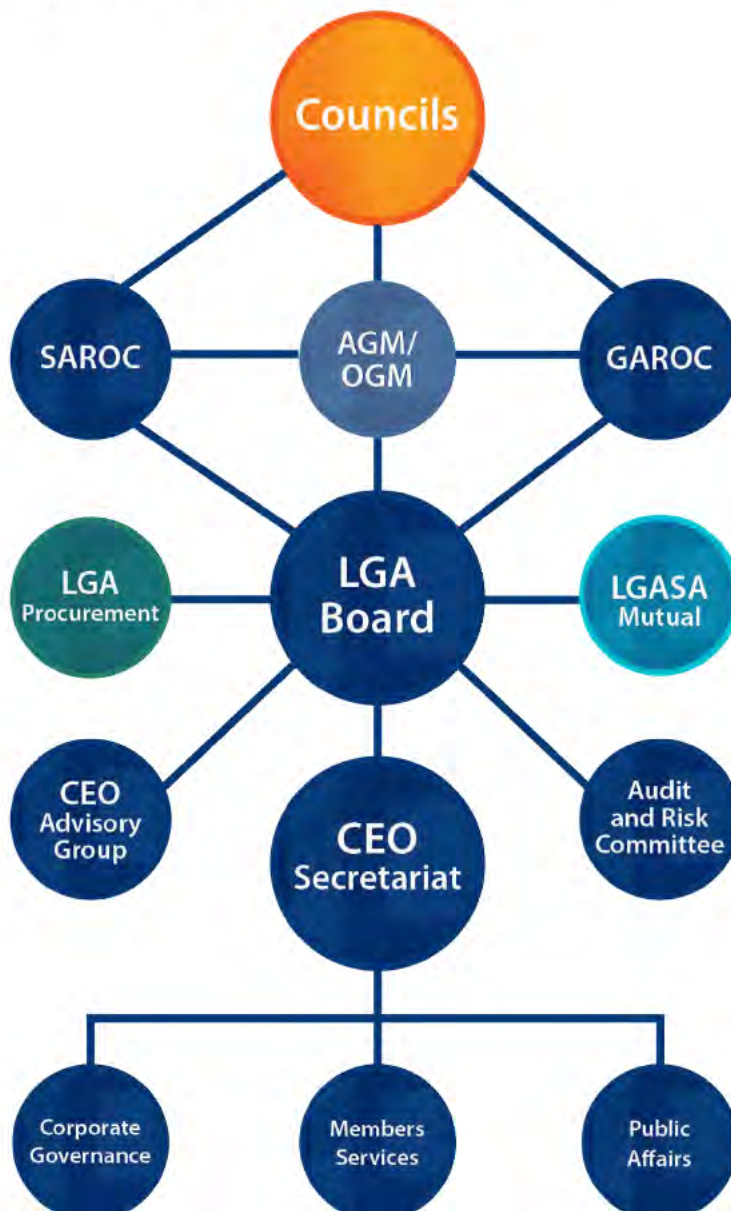 Councils
SAROC
AGM/
OGM
GAROC
LGA
Procurement
LGA
Board
LGASA
Mutual
CEO
Advisory
Group
CEO
Secretariat
Audit
and Risk
Committee
Corporate
Governance
Members
Services
Public
Affairs